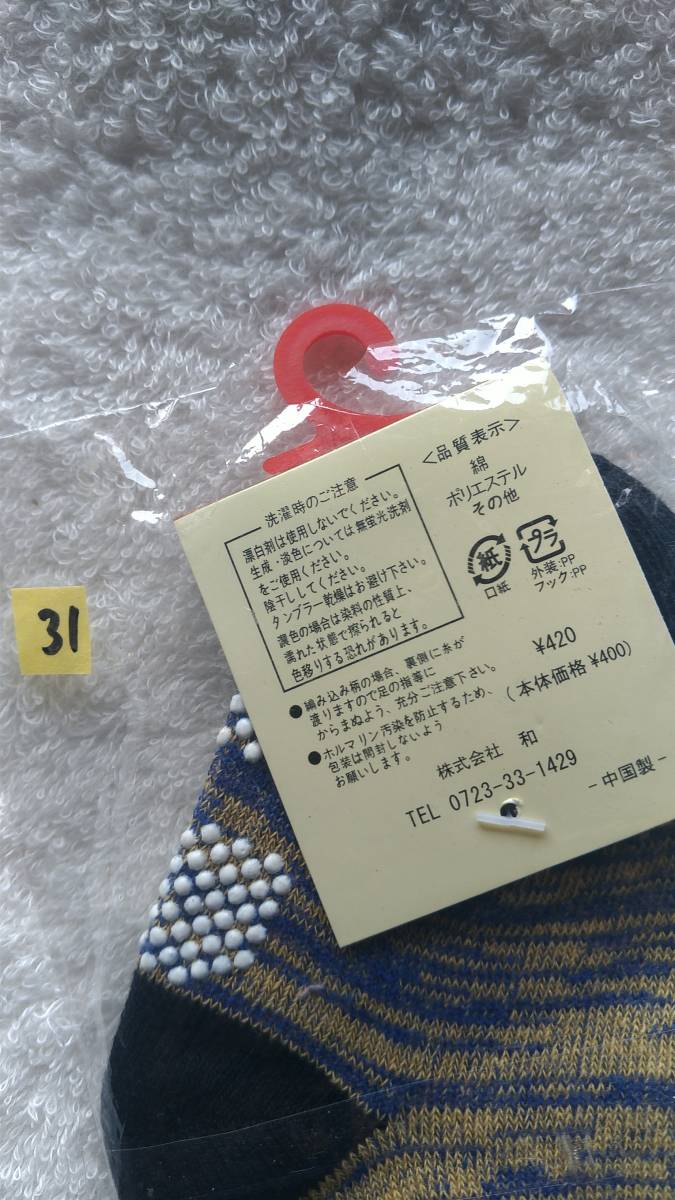 31
洗濯時のご注意
漂白剤は使用しないでください。
生成・淡色については無蛍光洗剤
をご使用ください。
陰干ししてください。
タンブラー乾燥はお避け下さい。
濃色の場合は染料の性質上、
濡れた状態で擦られると
色移りする恐れがあります。
<品質表示>
綿
ポリエステル
その他
紙
口紙
プラ
外装:PP
フック:PP
●編み込み柄の場合、裏側に糸が
渡りますので足の指等に
からまぬよう、充分ご注意下さい。
●ホルマリン汚染を防止するため、
包装は開封しないよう
お願いします。
¥420
(本体価格 ¥400)
株式会社 和
TEL 0723-33-1429
-中国製-